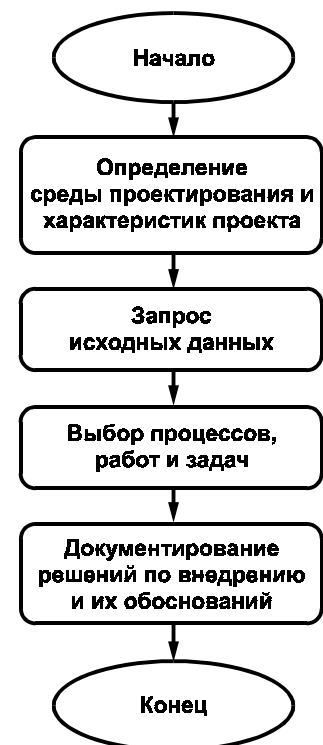 Начало
Определение
среды проектирования и
характеристик проекта
Запрос
исходных данных
Выбор процессов,
работ и задач
Документирование
решений по внедрению
и их обоснований
Конец